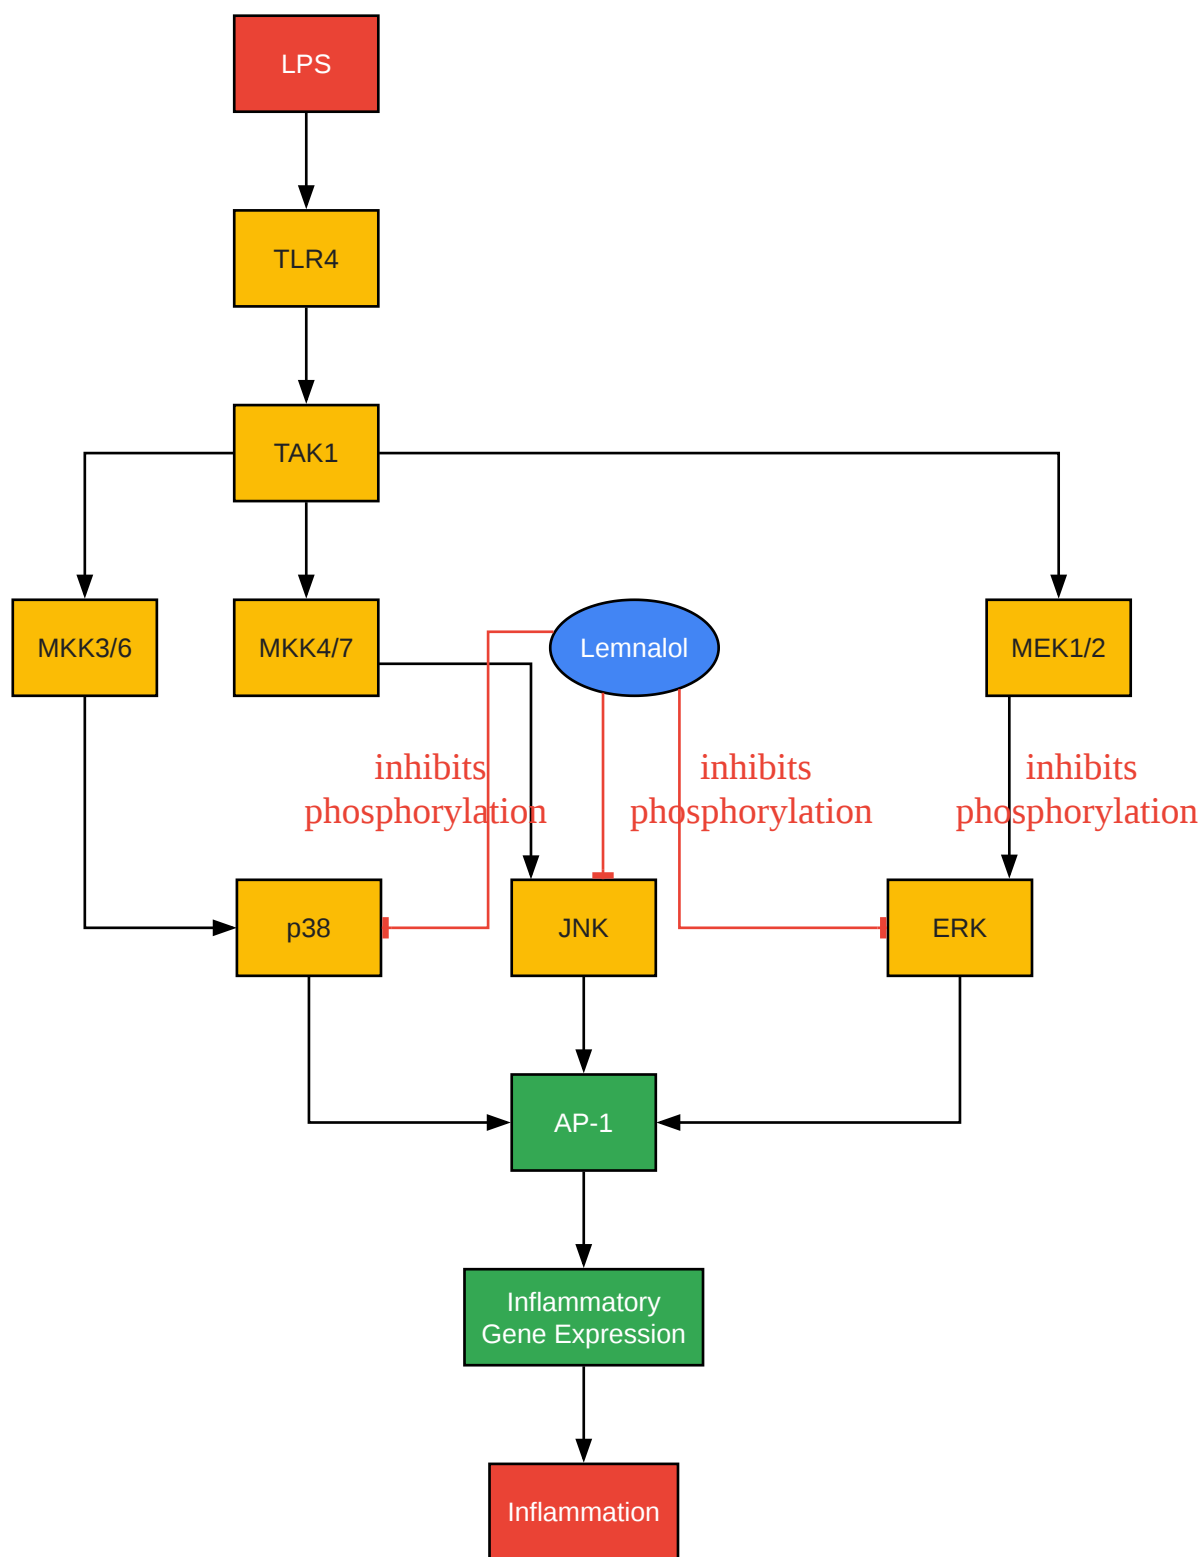 LPS
TLR4
TAK1
MKK3/6
MKK4/7
Lemnalol
MEK1/2
inhibits
phosphorylation
inhibits
phosphorylation
inhibits
phosphorylation
p38
JNK
ERK
AP-1
Inflammatory
Gene Expression
Inflammation